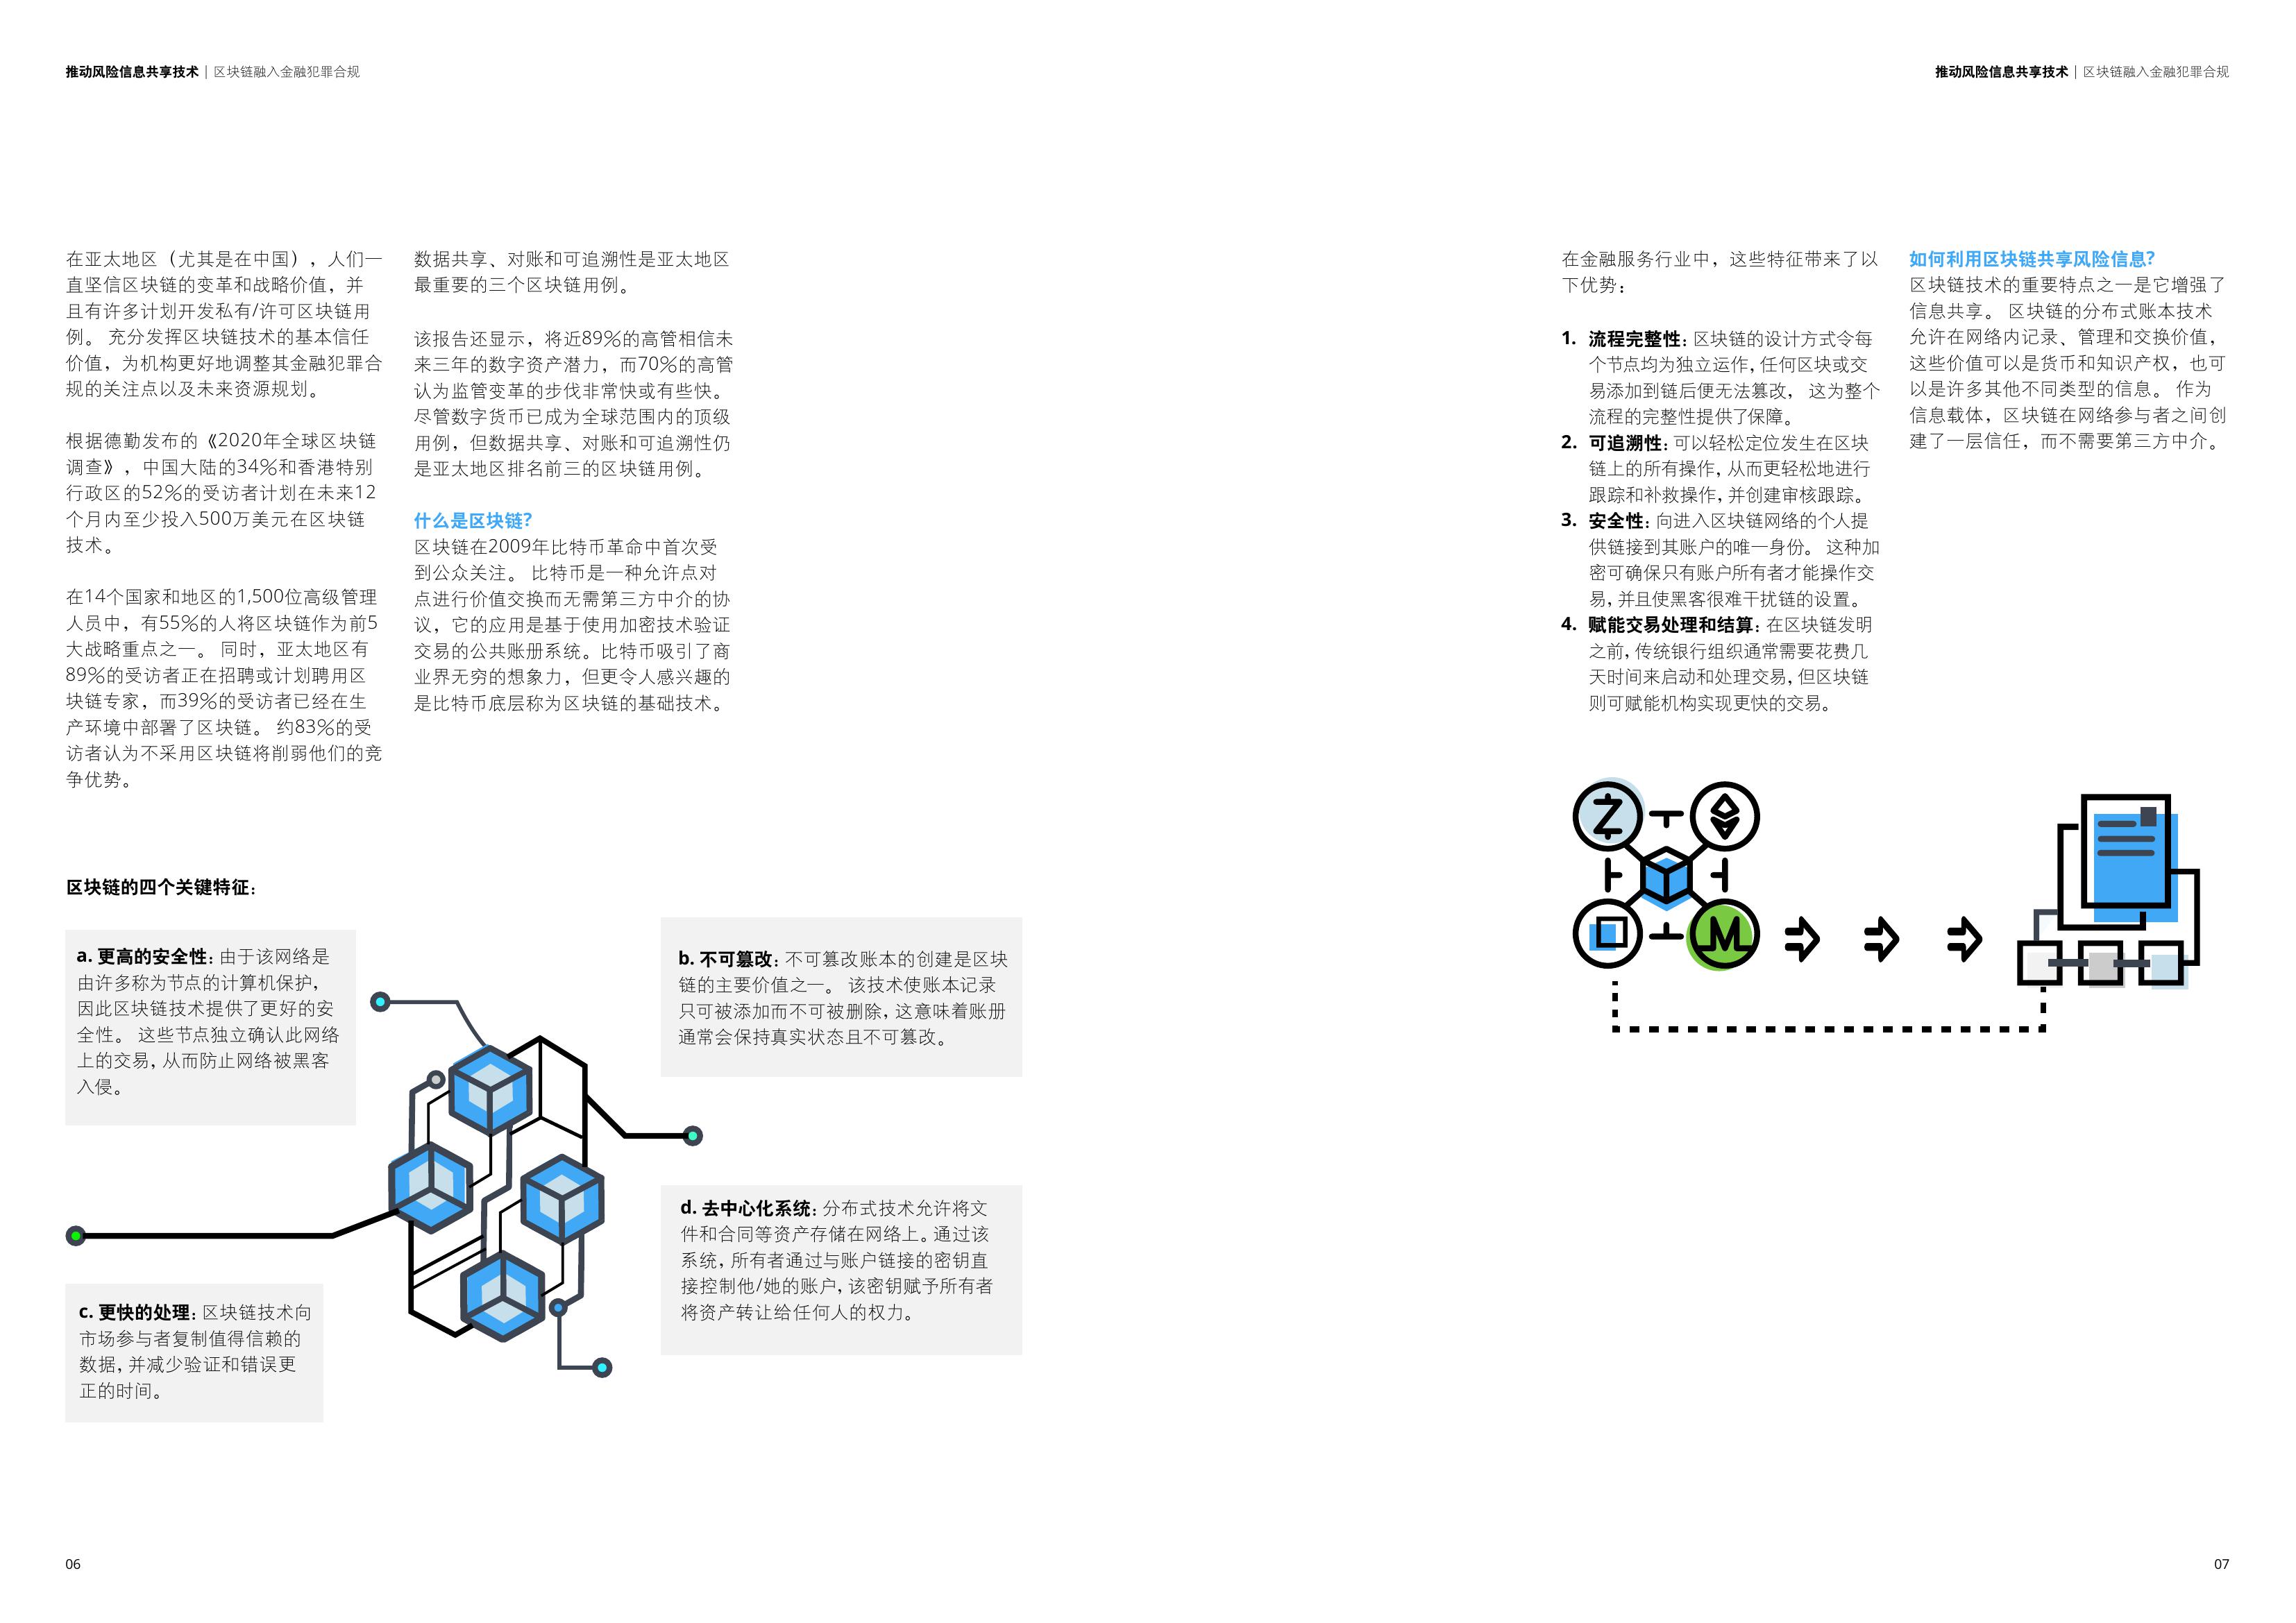 推动风险信息共享技术 | 区块链融入金融犯罪合规
推动风险信息共享技术 | 区块链融入金融犯罪合规
在亚太地区（尤其是在中国），人们一
直坚信区块链的变革和战略价值，并
且有许多计划开发私有/许可区块链用
例。 充分发挥区块链技术的基本信任
价值，为机构更好地调整其金融犯罪合
规的关注点以及未来资源规划。
根据德勤发布的《2020年全球区块链
调查》，中国大陆的34%和香港特别
行政区的52%的受访者计划在未来12
个月内至少投入500万美元在区块链
技术。
在14个国家和地区的1,500位高级管理
人员中，有55%的人将区块链作为前5
大战略重点之一。 同时，亚太地区有
89%的受访者正在招聘或计划聘用区
块链专家，而39%的受访者已经在生
产环境中部署了区块链。 约83%的受
访者认为不采用区块链将削弱他们的竞
争优势。
数据共享、对账和可追溯性是亚太地区
最重要的三个区块链用例。
该报告还显示，将近89%的高管相信未
来三年的数字资产潜力，而70%的高管
认为监管变革的步伐非常快或有些快。
尽管数字货币已成为全球范围内的顶级
用例，但数据共享、对账和可追溯性仍
是亚太地区排名前三的区块链用例。
什么是区块链?
区块链在2009年比特币革命中首次受
到公众关注。 比特币是一种允许点对
点进行价值交换而无需第三方中介的协
议，它的应用是基于使用加密技术验证
交易的公共账册系统。比特币吸引了商
业界无穷的想象力，但更令人感兴趣的
是比特币底层称为区块链的基础技术。
区块链的四个关键特征：
a. 更高的安全性：由于该网络是
由许多称为节点的计算机保护，
因此区块链技术提供了更好的安
全性。 这些节点独立确认此网络
上的交易，从而防止网络被黑客
入侵。
b. 不可篡改：不可篡改账本的创建是区块
链的主要价值之一。 该技术使账本记录
只可被添加而不可被删除，这意味着账册
通常会保持真实状态且不可篡改。
c. 更快的处理：区块链技术向
市场参与者复制值得信赖的
数据，并减少验证和错误更
正的时间。
d. 去中心化系统：分布式技术允许将文
件和合同等资产存储在网络上。通过该
系统，所有者通过与账户链接的密钥直
接控制他/她的账户，该密钥赋予所有者
将资产转让给任何人的权力。
在金融服务行业中，这些特征带来了以
下优势：
1. 流程完整性：区块链的设计方式令每
个节点均为独立运作，任何区块或交
易添加到链后便无法篡改， 这为整个
流程的完整性提供了保障。
2. 可追溯性：可以轻松定位发生在区块
链上的所有操作，从而更轻松地进行
跟踪和补救操作，并创建审核跟踪。
3. 安全性：向进入区块链网络的个人提
供链接到其账户的唯一身份。 这种加
密可确保只有账户所有者才能操作交
易，并且使黑客很难干扰链的设置。
4. 赋能交易处理和结算：在区块链发明
之前，传统银行组织通常需要花费几
天时间来启动和处理交易，但区块链
则可赋能机构实现更快的交易。
如何利用区块链共享风险信息?
区块链技术的重要特点之一是它增强了
信息共享。 区块链的分布式账本技术
允许在网络内记录、管理和交换价值，
这些价值可以是货币和知识产权，也可
以是许多其他不同类型的信息。 作为
信息载体，区块链在网络参与者之间创
建了一层信任，而不需要第三方中介。
06
07